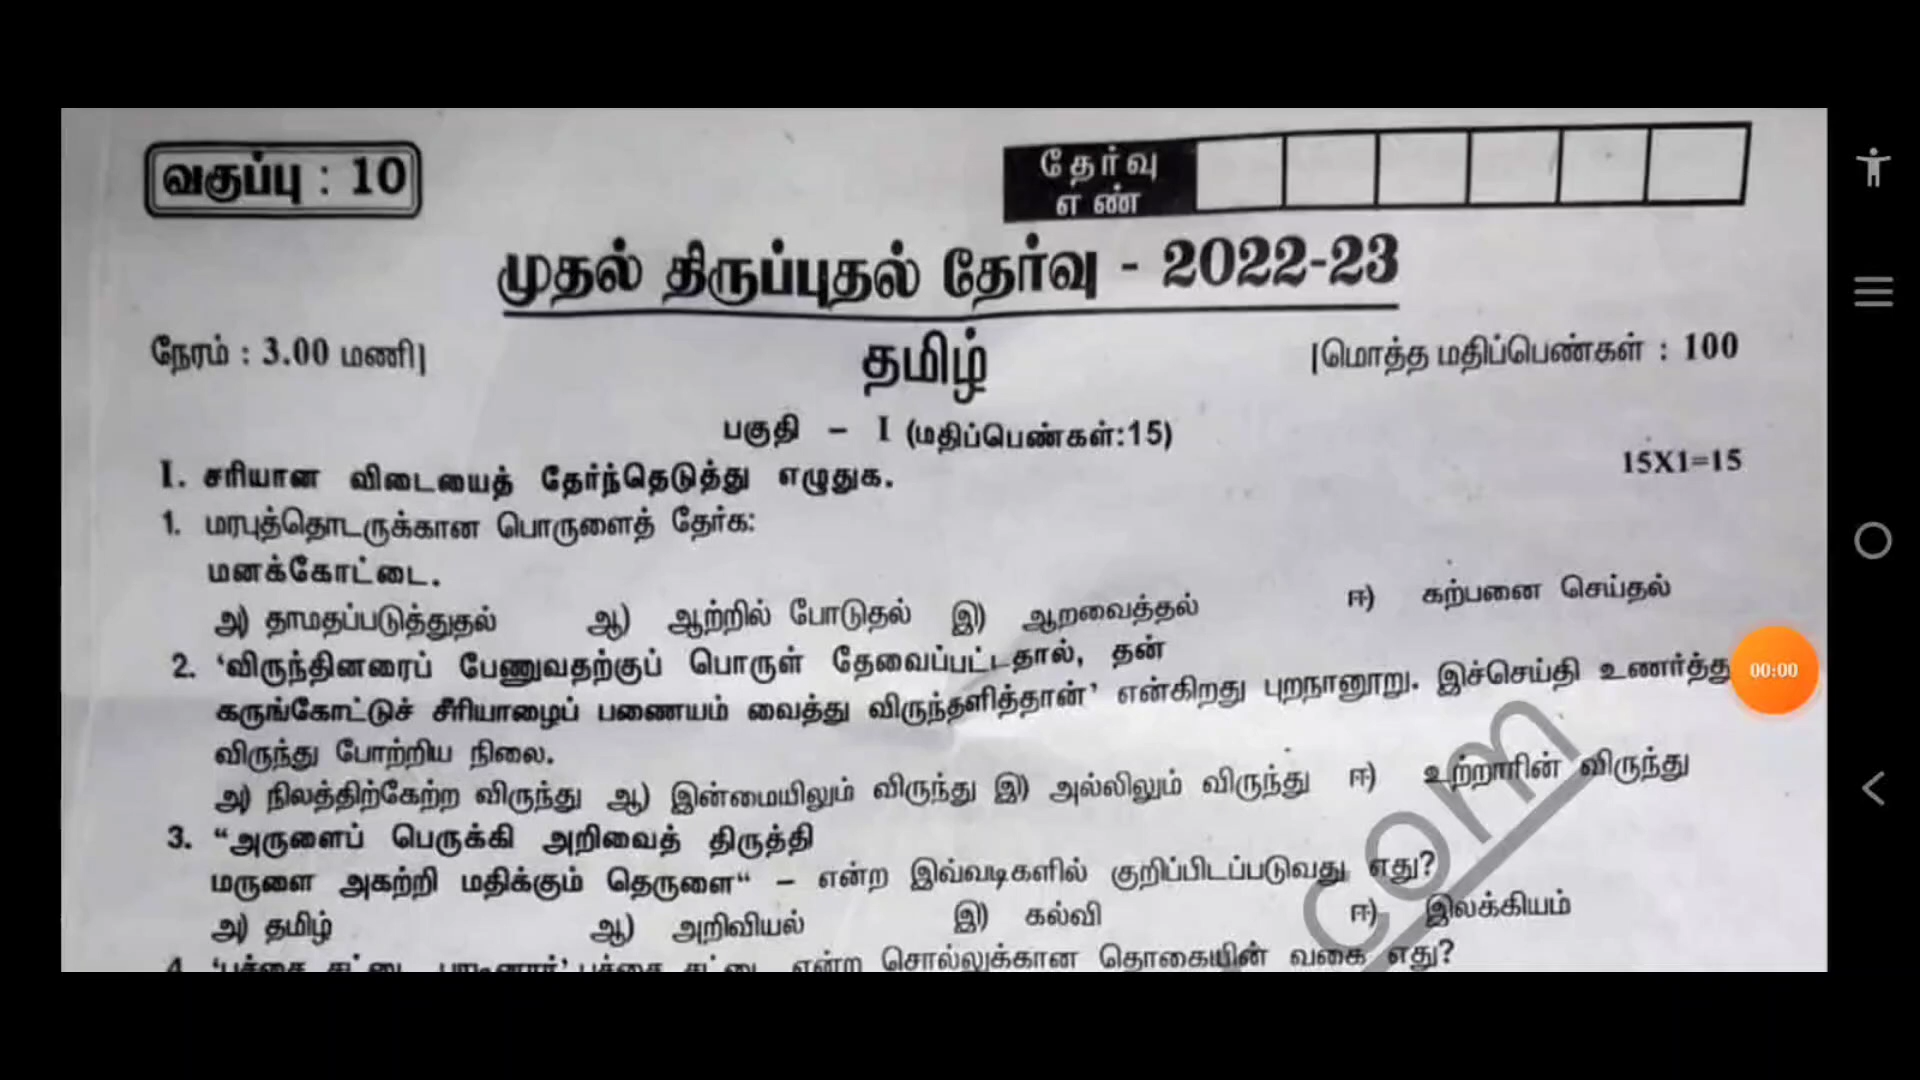 வகுப்பு : 10
தேர்வு
எண்
முதல் திருப்புதல் தேர்வு - 2022-23
நேரம் : 3.00 மணி|
தமிழ்
|மொத்த மதிப்பெண்கள் : 100
பகுதி – I (மதிப்பெண்கள்:15)
I. சரியான விடையைத் தேர்ந்தெடுத்து எழுதுக.
15X1=15
1. மரபுத்தொடருக்கான பொருளைத் தேர்க:
மனக்கோட்டை.
அ) தாமதப்படுத்துதல் ஆ) ஆற்றில் போடுதல் இ) ஆறவைத்தல் ஈ) கற்பனை செய்தல்
2. ‘விருந்தினரைப் பேணுவதற்குப் பொருள் தேவைப்பட்டதால், தன்
கருங்கோட்டுச் சீரியாழைப் பணையம் வைத்து விருந்தளித்தான்’ என்கிறது புறநானூறு. இச்செய்தி உணர்த்து
00:00
விருந்து போற்றிய நிலை.
அ) நிலத்திற்கேற்ற விருந்து ஆ) இன்மையிலும் விருந்து இ) அல்லிலும் விருந்து ஈ) உற்றாரின் விருந்து
3. “அருளைப் பெருக்கி அறிவைத் திருத்தி
மருளை அகற்றி மதிக்கும் தெருளை“ – என்ற இவ்வடிகளில் குறிப்பிடப்படுவது எது?
அ) தமிழ் ஆ) அறிவியல் இ) கல்வி ஈ) இலக்கியம்
என்ற சொல்லுக்கான தொகையின் வகை எது?
com